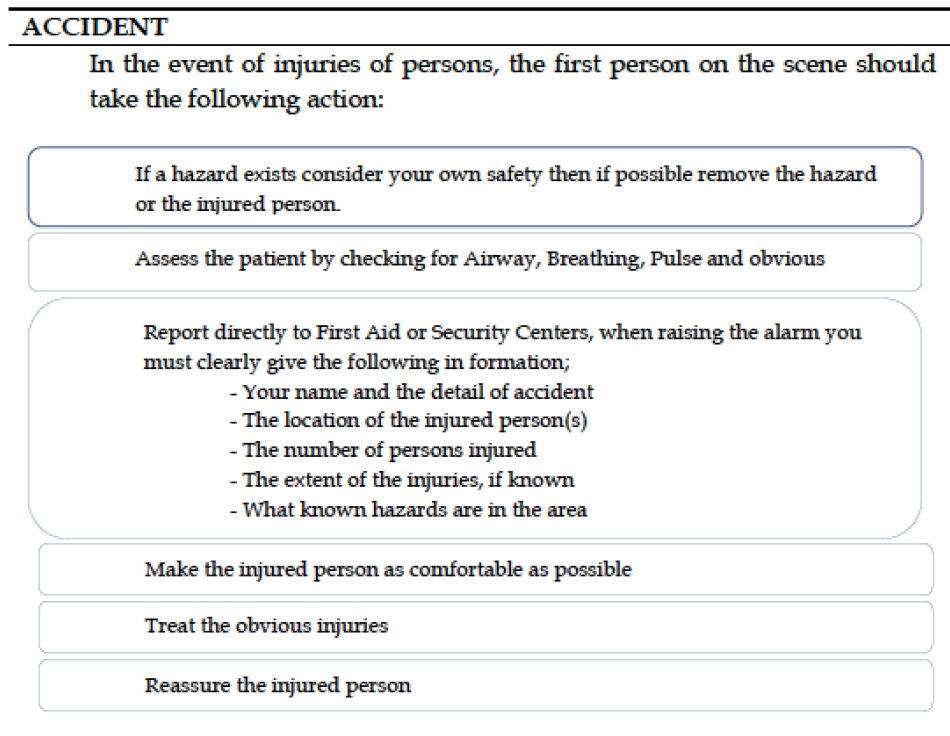 ACCIDENT
In the event of injuries of persons, the first person on the scene should
take the following action:
If a hazard exists consider your own safety then if possible remove the hazard
or the injured person.
Assess the patient by checking for Airway, Breathing, Pulse and obvious
Report directly to First Aid or Security Centers, when raising the alarm you
must clearly give the following in formation;
- Your name and the detail of accident
- The location of the injured person(s)
- The number of persons injured
- The extent of the injuries, if known
- What known hazards are in the area
Make the injured person as comfortable as possible
Treat the obvious injuries
Reassure the injured person